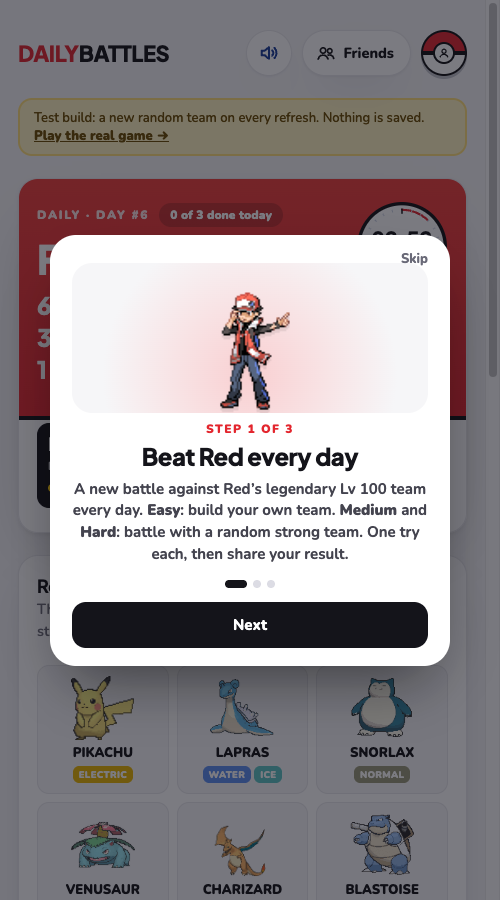 DAILYBATTLES
Friends
Test build: a new random team on every refresh. Nothing is saved.
Play the real game →
DAILY · DAY #6
0 of 3 done today
Skip
STEP 1 OF 3
Beat Red every day
A new battle against Red's legendary Lv 100 team
every day. Easy: build your own team. Medium and
Hard: battle with a random strong team. One try
each, then share your result.
Next
PIKACHU
LAPRAS
SNORLAX
ELECTRIC
WATER
ICE
NORMAL
VENUSAUR
CHARIZARD
BLASTOISE